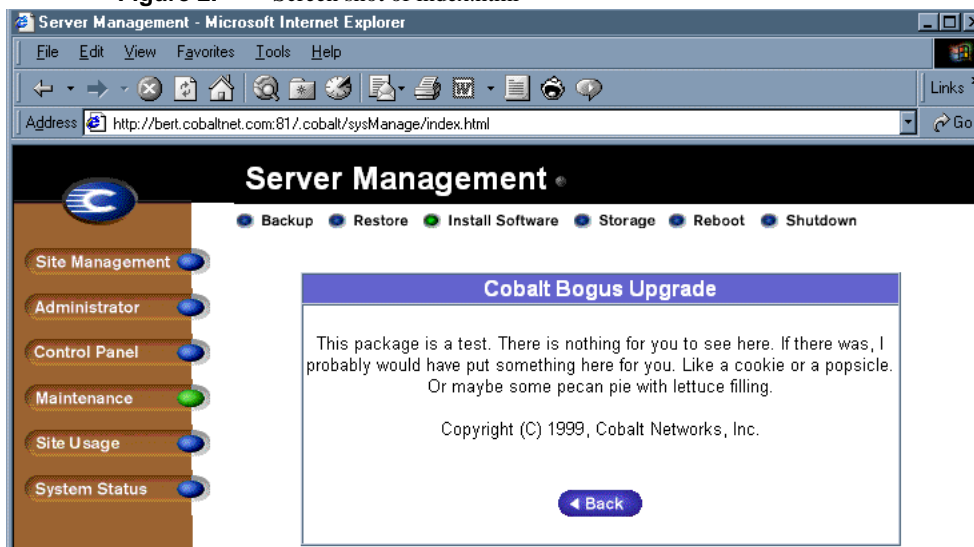 Server Management - Microsoft Internet Explorer
File Edit View Favorites Tools Help
Links
Address http://bert.cobaltnet.com:81/.cobalt/sysManage/index.html Go
Server Management
Backup Restore Install Software Storage Reboot Shutdown
Site Management
Administrator
Control Panel
Maintenance
Site Usage
System Status
Cobalt Bogus Upgrade
This package is a test. There is nothing for you to see here. If there was, I
probably would have put something here for you. Like a cookie or a popsicle.
Or maybe some pecan pie with lettuce filling.
Copyright (C) 1999, Cobalt Networks, Inc.
Back